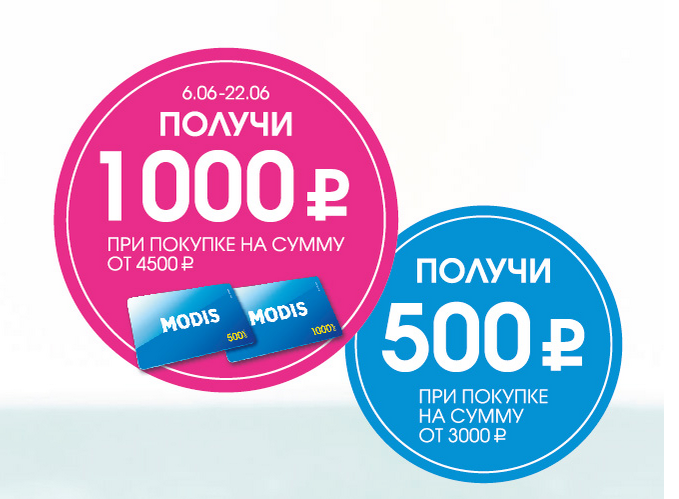 6.06-22.06
ПОЛУЧИ
1000 ₽
ПРИ ПОКУПКЕ НА СУММУ
ОТ 4500 ₽
MODIS
500
MODIS
1000
ПОЛУЧИ
500 ₽
ПРИ ПОКУПКЕ
НА СУММУ
ОТ 3000 ₽